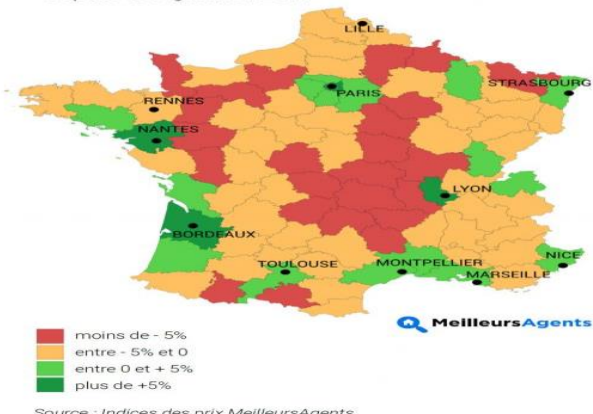 LILLE
STRASBOURG
PARIS
RENNES
NANTES
LYON
BORDEAUX
NICE
TOULOUSE
MONTPELLIER
MARSEILLE
MeilleursAgents
moins de - 5%
entre - 5% et 0
entre 0 et + 5%
plus de +5%
Source : Indices des prix MeilleursAgents